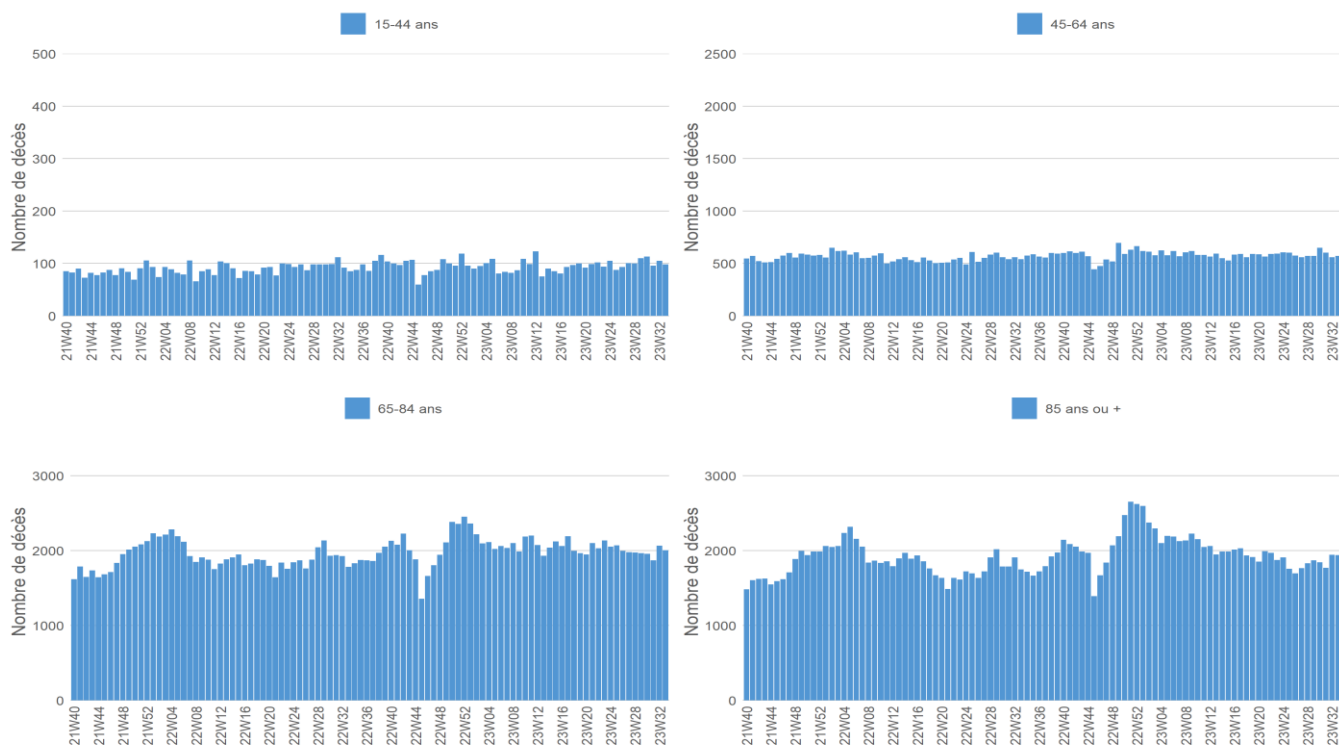 15-44 ans
Nombre de décès
500
400
300
200
100
0
21W40
21W44
21W48
21W52
22W04
22W08
22W12
22W16
22W20
22W24
22W28
22W32
22W36
22W40
22W44
22W48
22W52
23W04
23W08
23W12
23W16
23W20
23W24
23W28
23W32
45-64 ans
Nombre de décès
2500
2000
1500
1000
500
0
21W40
21W44
21W48
21W52
22W04
22W08
22W12
22W16
22W20
22W24
22W28
22W32
22W36
22W40
22W44
22W48
22W52
23W04
23W08
23W12
23W16
23W20
23W24
23W28
23W32
65-84 ans
Nombre de décès
3000
2000
1000
0
21W40
21W44
21W48
21W52
22W04
22W08
22W12
22W16
22W20
22W24
22W28
22W32
22W36
22W40
22W44
22W48
22W52
23W04
23W08
23W12
23W16
23W20
23W24
23W28
23W32
85 ans ou +
Nombre de décès
3000
2000
1000
0
21W40
21W44
21W48
21W52
22W04
22W08
22W12
22W16
22W20
22W24
22W28
22W32
22W36
22W40
22W44
22W48
22W52
23W04
23W08
23W12
23W16
23W20
23W24
23W28
23W32